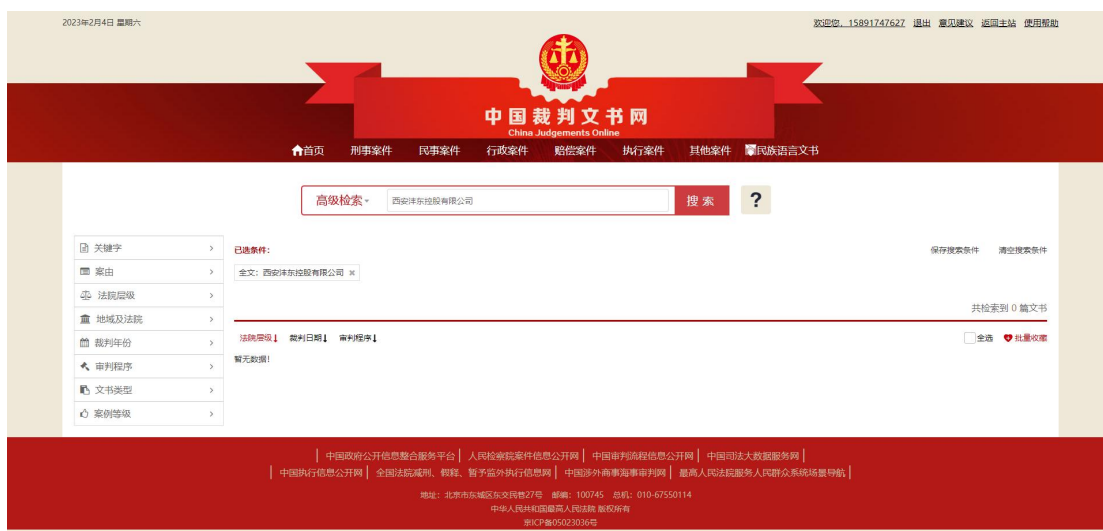 2023年2月4日 星期六
欢迎您，15891747627 退出 意见建议 返回主站 使用帮助
中国裁判文书网
China Judgements Online
首页 刑事案件 民事案件 行政案件 赔偿案件 执行案件 其他案件 民族语言文书
高级检索 西安沣东控股有限公司 搜索 ?
关键字
案由
法院层级
地域及法院
裁判年份
审判程序
文书类型
案例等级
已选条件：
保存搜索条件 清空搜索条件
全文：西安沣东控股有限公司 ×
共检索到 0 篇文书
法院层级↓ 裁判日期↓ 审判程序↓
全选 批量收藏
暂无数据!
| 中国政府公开信息整合服务平台 | 人民检察院案件信息公开网 | 中国审判流程信息公开网 | 中国司法大数据服务网 |
| 中国执行信息公开网 | 全国法院减刑、假释、暂予监外执行信息网 | 中国涉外商事海事审判网 | 最高人民法院服务人民群众系统场景导航 |
地址：北京市东城区东交民巷27号 邮编：100745 总机：010-67550114
中华人民共和国最高人民法院 版权所有
京ICP备05023036号